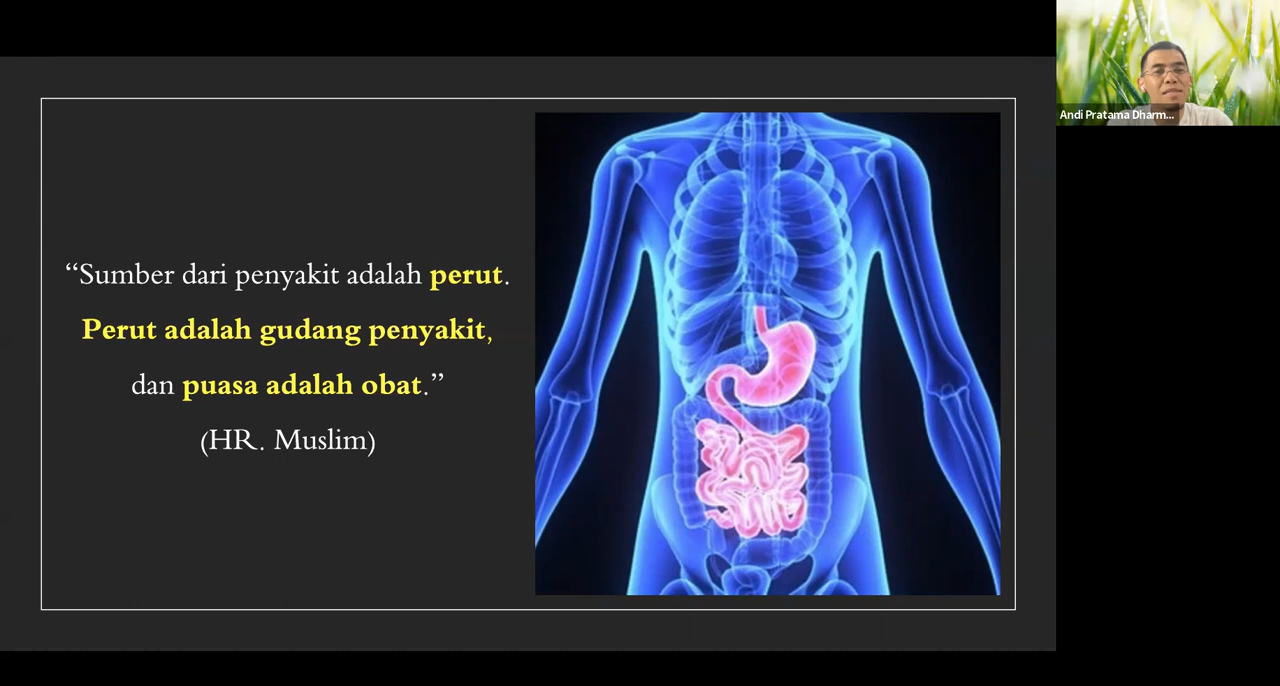 “Sumber dari penyakit adalah perut.
Perut adalah gudang penyakit,
dan puasa adalah obat.”
(HR. Muslim)
Andi Pratama Dharm...